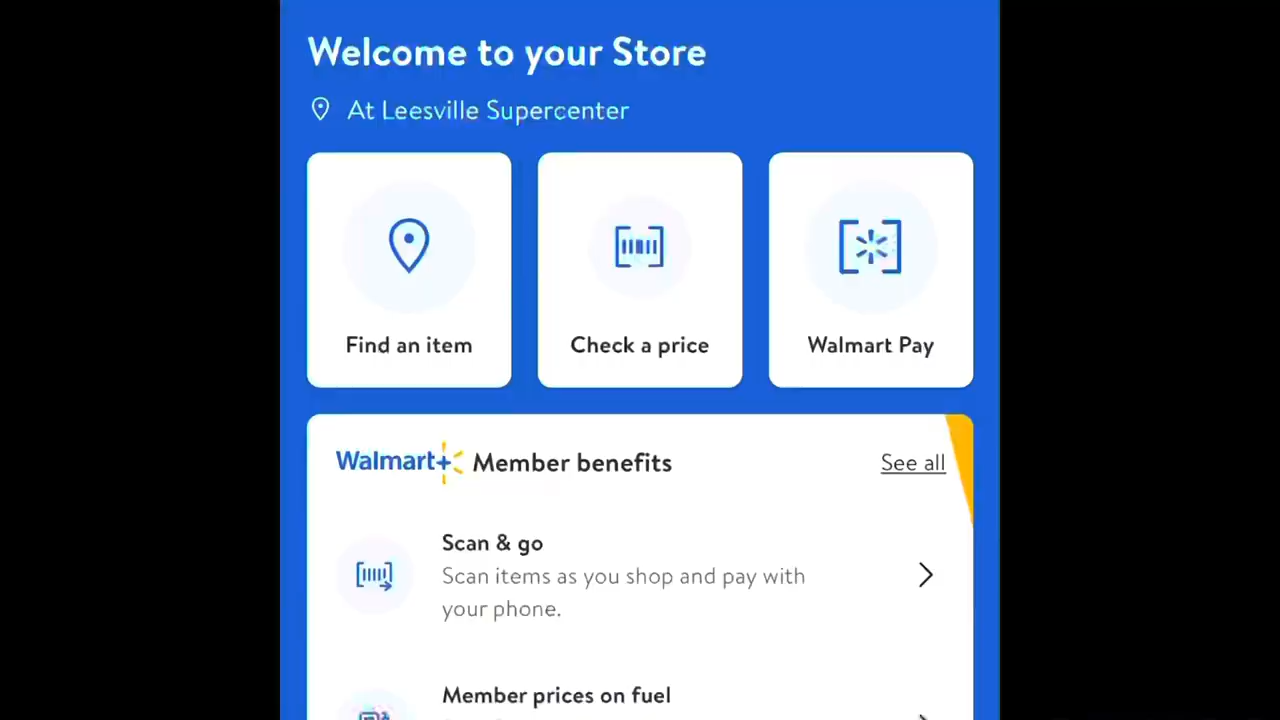 Welcome to your Store
At Leesville Supercenter
Find an item
Check a price
Walmart Pay
Walmart+ Member benefits
See all
Scan & go
Scan items as you shop and pay with
your phone.
Member prices on fuel